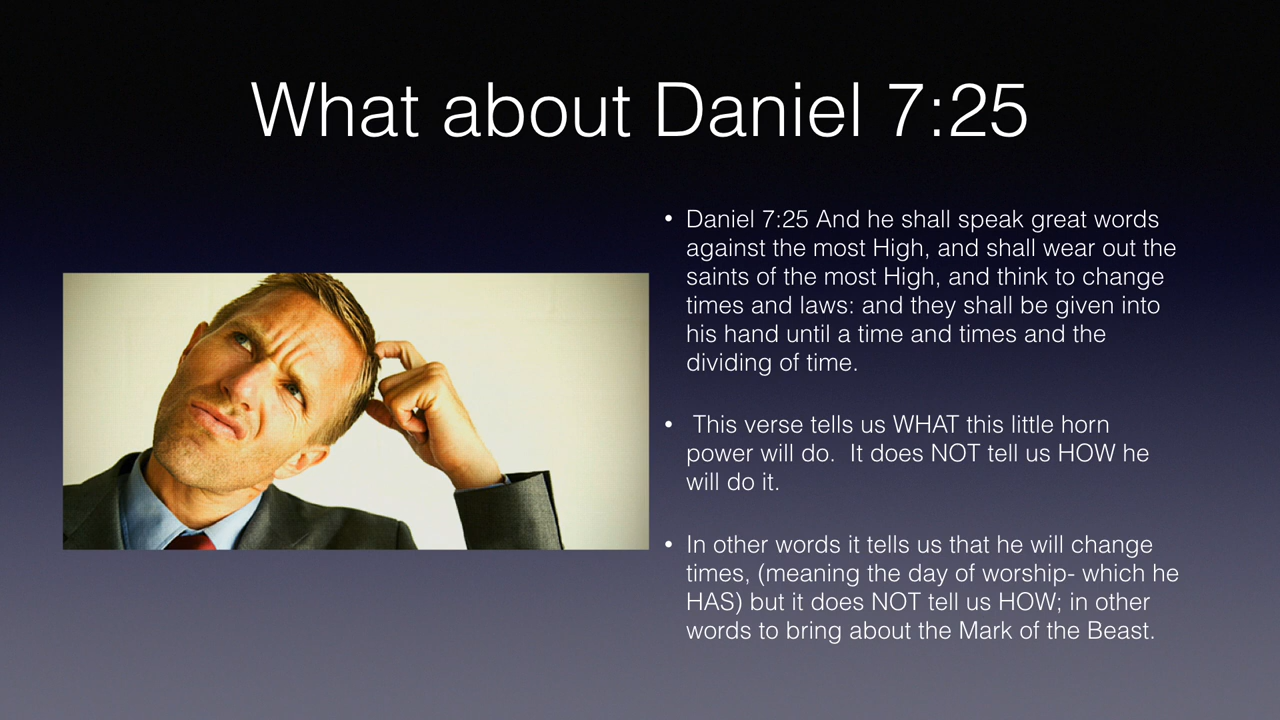 What about Daniel 7:25
• Daniel 7:25 And he shall speak great words
against the most High, and shall wear out the
saints of the most High, and think to change
times and laws: and they shall be given into
his hand until a time and times and the
dividing of time.
• This verse tells us WHAT this little horn
power will do.  It does NOT tell us HOW he
will do it.
• In other words it tells us that he will change
times, (meaning the day of worship- which he
HAS) but it does NOT tell us HOW; in other
words to bring about the Mark of the Beast.